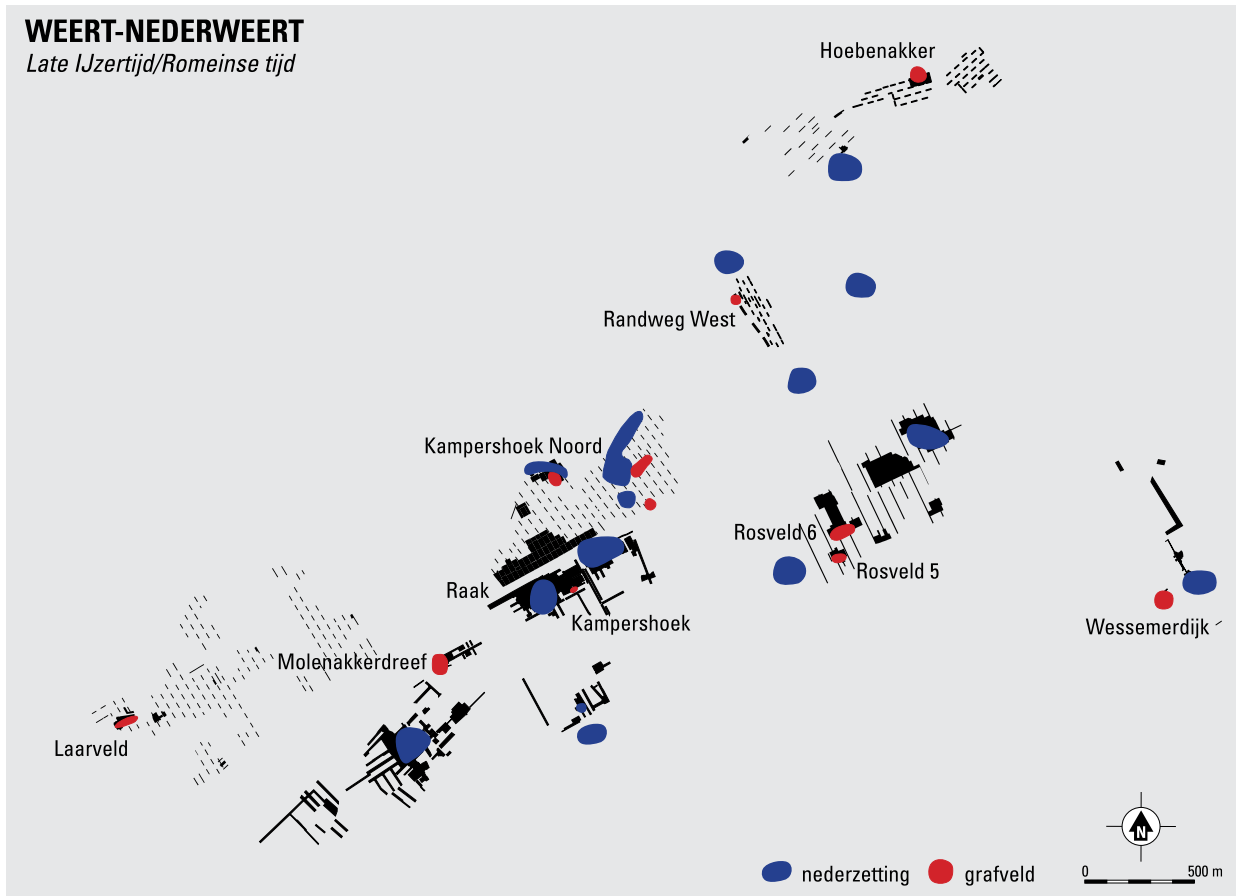 WEERT-NEDERWEERT
Late IJzertijd/Romeinse tijd
Hoebenakker
Randweg West
Kampershoek Noord
Rosveld 6
Raak
Rosveld 5
Kampershoek
Wessemerdijk
Molenakkerdreef
Laarveld
N
nederzetting
grafveld
0 500 m